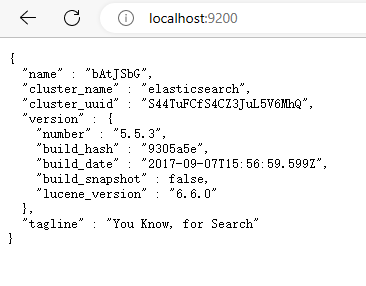 localhost:9200
{
"name" : "bAtJSbG",
"cluster_name" : "elasticsearch",
"cluster_uuid" : "S44TuFCfS4CZ3JuL5V6MhQ",
"version" : {
"number" : "5.5.3",
"build_hash" : "9305a5e",
"build_date" : "2017-09-07T15:56:59.599Z",
"build_snapshot" : false,
"lucene_version" : "6.6.0"
},
"tagline" : "You Know, for Search"
}